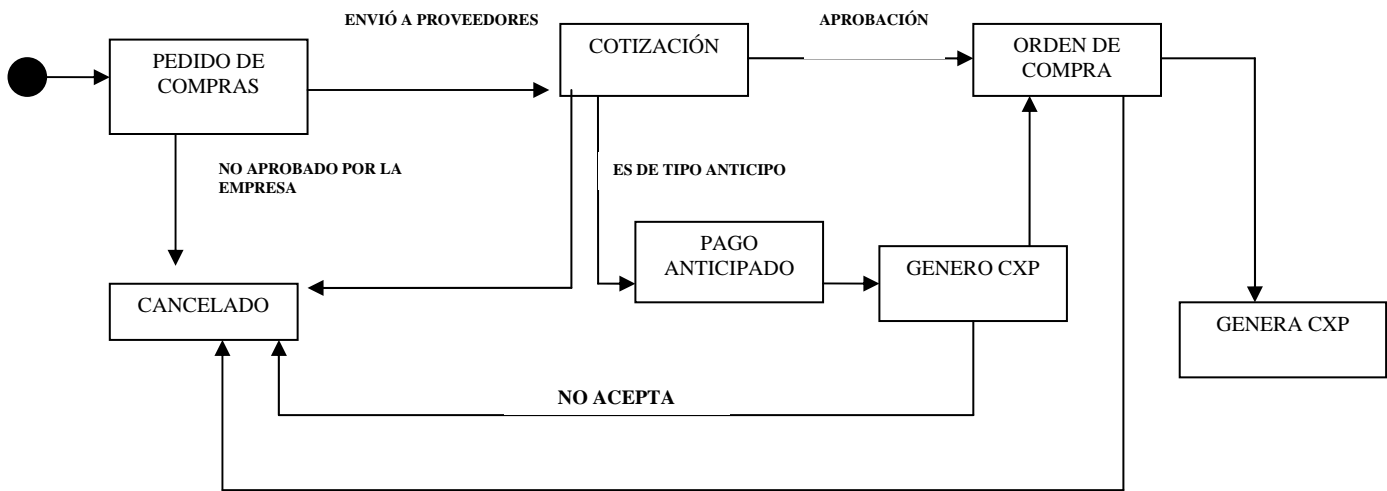 ENVIÓ A PROVEEDORES
APROBACIÓN
PEDIDO DE
COMPRAS
COTIZACIÓN
ORDEN DE
COMPRA
NO APROBADO POR LA
EMPRESA
ES DE TIPO ANTICIPO
PAGO
ANTICIPADO
GENERO CXP
CANCELADO
GENERA CXP
NO ACEPTA